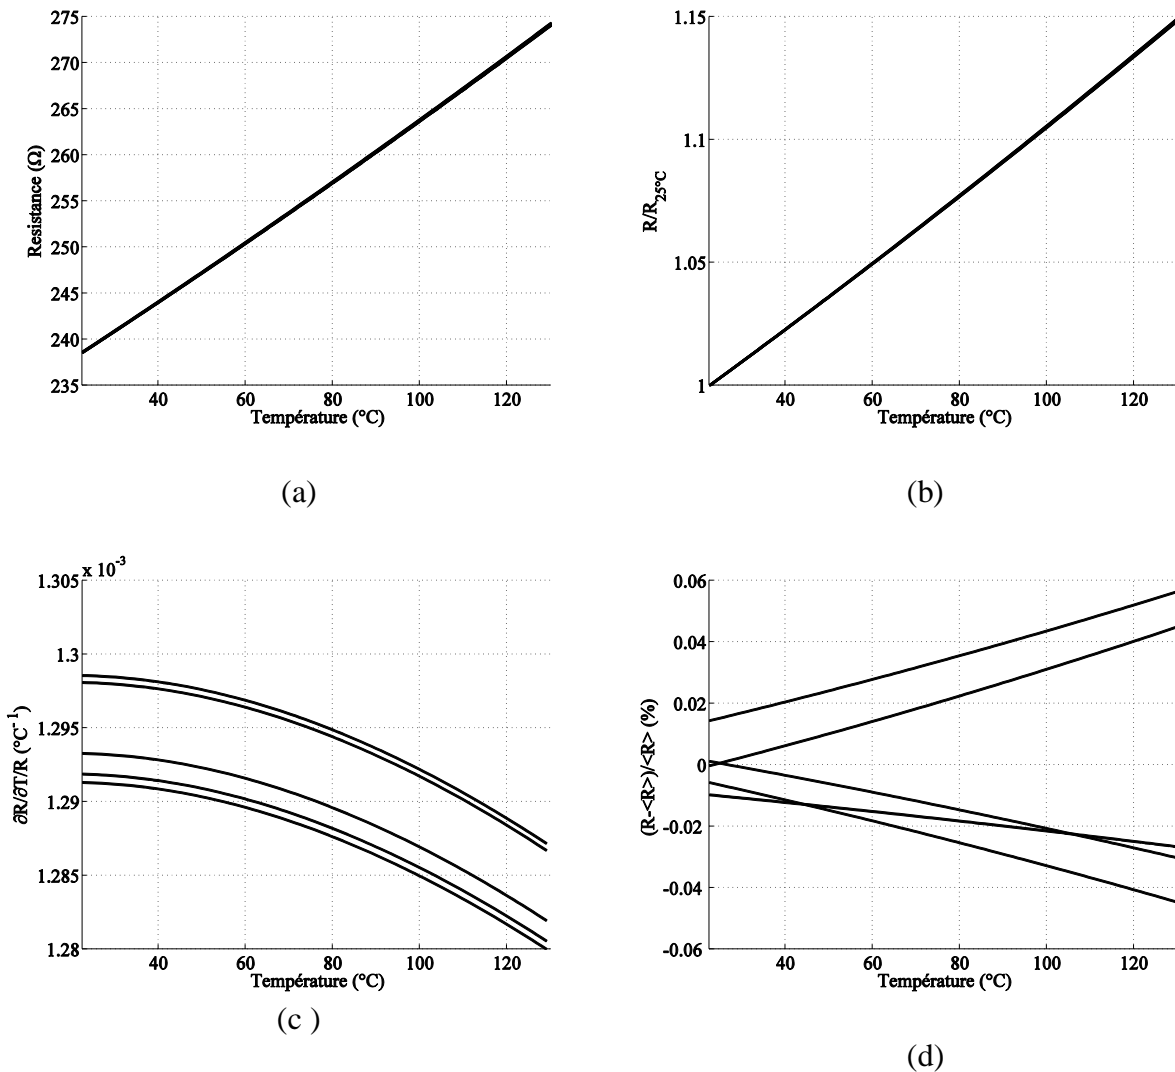 275
270
265
260
255
250
245
240
235
Resistance (Ω)
40 60 80 100 120
Température (°C)
(a)
1.15
1.1
1.05
1
R/R25°C
40 60 80 100 120
Température (°C)
(b)
x 10-3
1.305
1.3
1.295
1.29
1.285
1.28
∂R/∂T/R (°C-1)
40 60 80 100 120
Température (°C)
(c )
0.06
0.04
0.02
0
-0.02
-0.04
-0.06
(R-<R>)/<R> (%)
40 60 80 100 120
Température (°C)
(d)